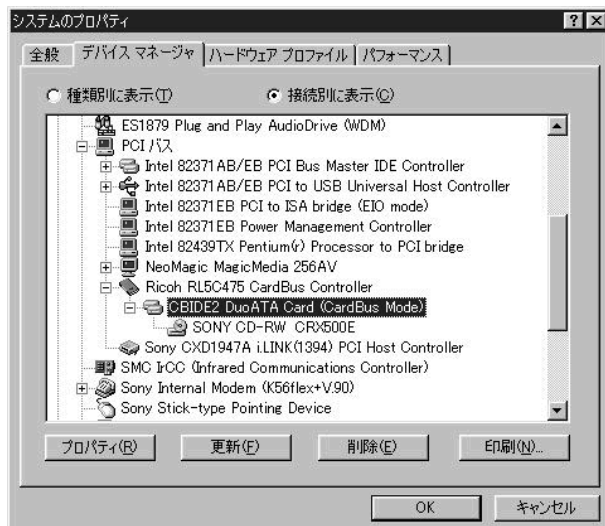 システムのプロパティ
全般 デバイス マネージャ ハードウェア プロファイル パフォーマンス
種類別に表示(T) 接続別に表示(C)
ES1879 Plug and Play AudioDrive (WDM)
PCI バス
Intel 82371AB/EB PCI Bus Master IDE Controller
Intel 82371AB/EB PCI to USB Universal Host Controller
Intel 82371EB PCI to ISA bridge (EIO mode)
Intel 82371EB Power Management Controller
Intel 82439TX Pentium(r) Processor to PCI bridge
NeoMagic MagicMedia 256AV
Ricoh RL5C475 CardBus Controller
CBIDE2 DuoATA Card (CardBus Mode)
SONY CD-RW CRX500E
Sony CXD1947A i.LINK(1394) PCI Host Controller
SMC IrCC (Infrared Communications Controller)
Sony Internal Modem (K56flex+V.90)
Sony Stick-type Pointing Device
プロパティ(R) 更新(F) 削除(E) 印刷(N)...
OK キャンセル